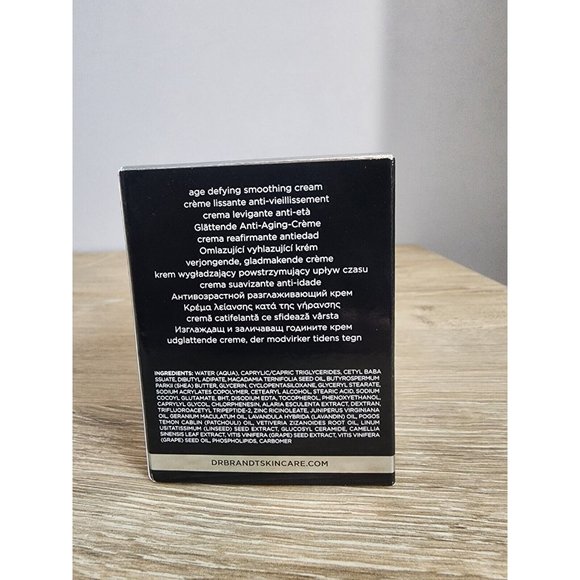 age defying smoothing cream
crème lissante anti-vieillissement
crema levigante anti-età
Glättende Anti-Aging-Crème
crema reafirmante antiedad
Omlazující vyhlazující krém
verjongende, gladmakende crème
krem wygładzający powstrzymujący upływ czasu
crema suavizante anti-idade
Антивозрастной разглаживающий крем
Κρέμα λείανσης κατά της γήρανσης
cremă catifelantă ce sfidează vârsta
Изглаждащ и заличаващ годините крем
udglattende creme, der modvirker tidens tegn
INGREDIENTS: WATER (AQUA), CAPRYLIC/CAPRIC TRIGLYCERIDES, CETYL BABA
SSUATE, DIBUTYL ADIPATE, MACADAMIA TERNIFOLIA SEED OIL, BUTYROSPERMUM
PARKII (SHEA) BUTTER, GLYCERIN, CYCLOPENTASILOXANE, GLYCERYL STEARATE,
SODIUM ACRYLATES COPOLYMER, CETEARYL ALCOHOL, STEARIC ACID, SODIUM
COCOYL GLUTAMATE, BHT, DISODIUM EDTA, TOCOPHEROL, PHENOXYETHANOL,
CAPRYLYL GLYCOL, CHLORPHENESIN, ALARIA ESCULENTA EXTRACT, DEXTRAN,
TRIFLUOROACETYL TRIPEPTIDE-2, ZINC RICINOLEATE, JUNIPERUS VIRGINIANA
OIL, GERANIUM MACULATUM OIL, LAVANDULA HYBRIDA (LAVANDIN) OIL, POGOS
TEMON CABLIN (PATCHOULI) OIL, VETIVERIA ZIZANOIDES ROOT OIL, LINUM
USITATISSIMUM (LINSEED) SEED EXTRACT, GLUCOSYL CERAMIDE, CAMELLIA
SINENSIS LEAF EXTRACT, VITIS VINIFERA (GRAPE) SEED EXTRACT, VITIS VINIFERA
(GRAPE) SEED OIL, PHOSPHOLIPIDS, CARBOMER
DRBRANDTSKINCARE.COM